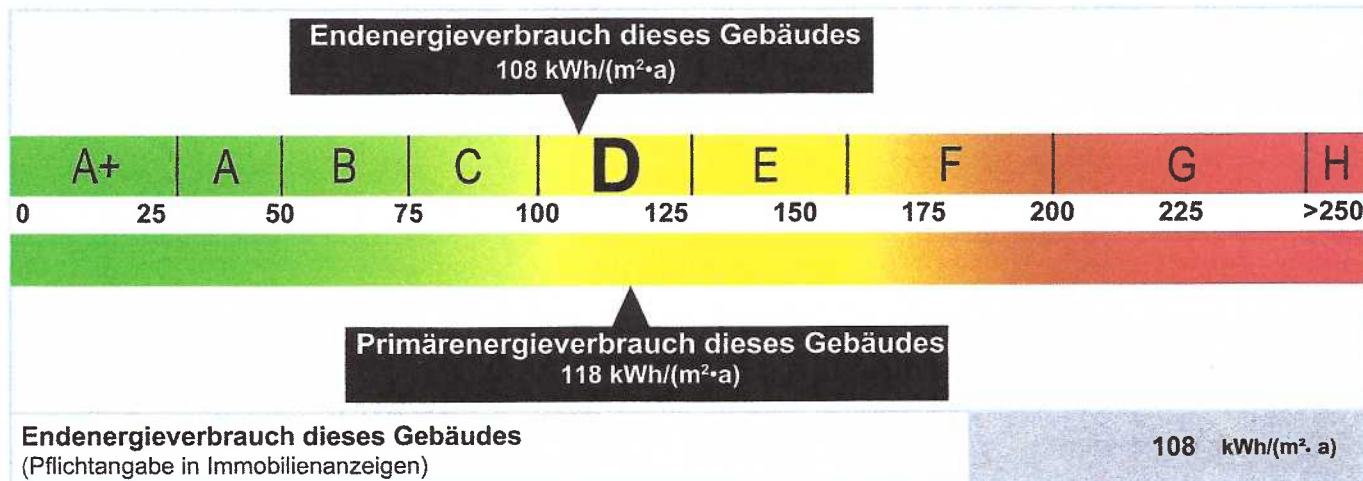 Endenergieverbrauch dieses Gebäudes
108 kWh/(m²•a)
A+ A B C D E F G H
0 25 50 75 100 125 150 175 200 225 >250
Primärenergieverbrauch dieses Gebäudes
118 kWh/(m²•a)
Endenergieverbrauch dieses Gebäudes
(Pflichtangabe in Immobilienanzeigen)
108 kWh/(m²· a)